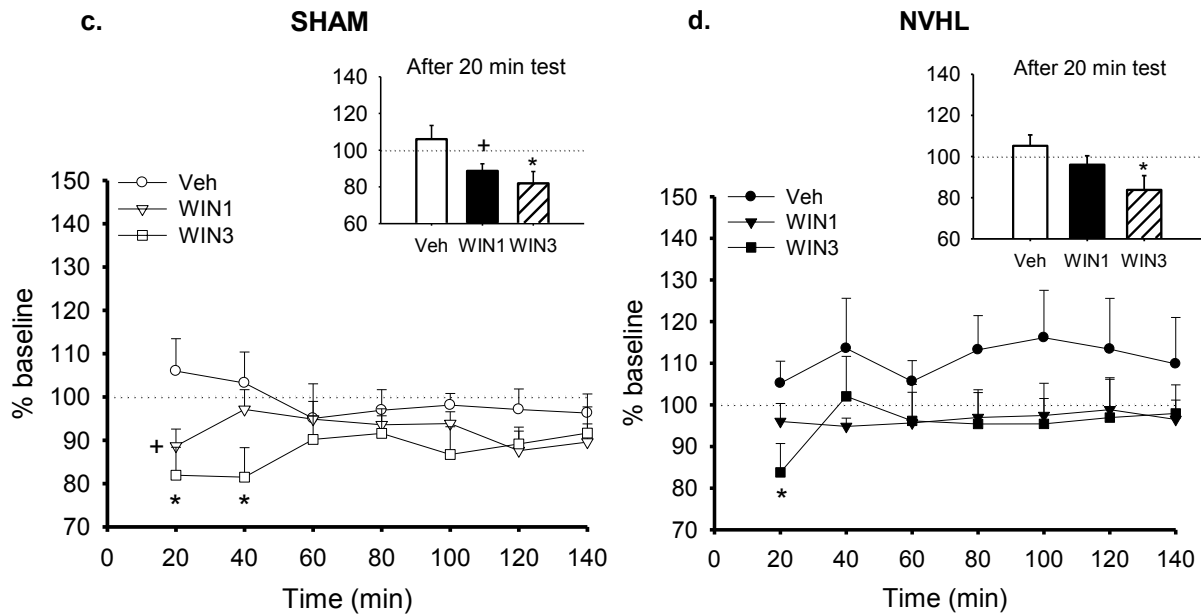 c.
SHAM
After 20 min test
140
120
100
80
60
+
*
Veh WIN1 WIN3
150
140
130
120
110
100
90
80
70
% baseline
Veh
WIN1
WIN3
+
* *
0 20 40 60 80 100 120 140
Time (min)
d.
NVHL
After 20 min test
140
120
100
80
60
*
Veh WIN1 WIN3
150
140
130
120
110
100
90
80
70
% baseline
Veh
WIN1
WIN3
*
0 20 40 60 80 100 120 140
Time (min)